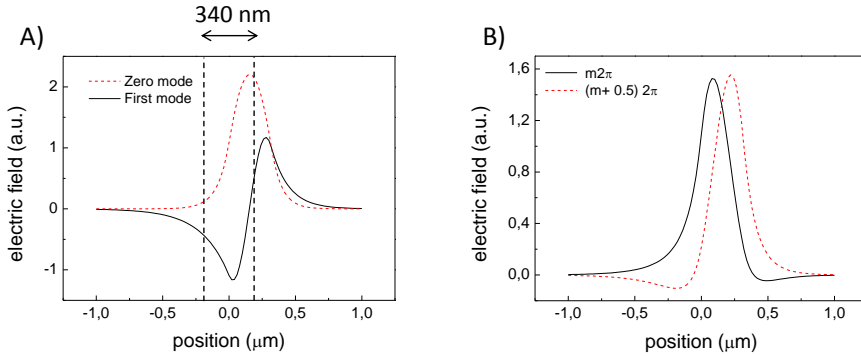 340 nm
A)
Zero mode
First mode
electric field (a.u.)
2
1
0
-1
-1,0
-0,5
0,0
0,5
1,0
position (μm)
B)
m2π
(m+ 0.5) 2π
electric field (a.u.)
1,6
1,2
0,8
0,4
0,0
-1,0
-0,5
0,0
0,5
1,0
position (μm)